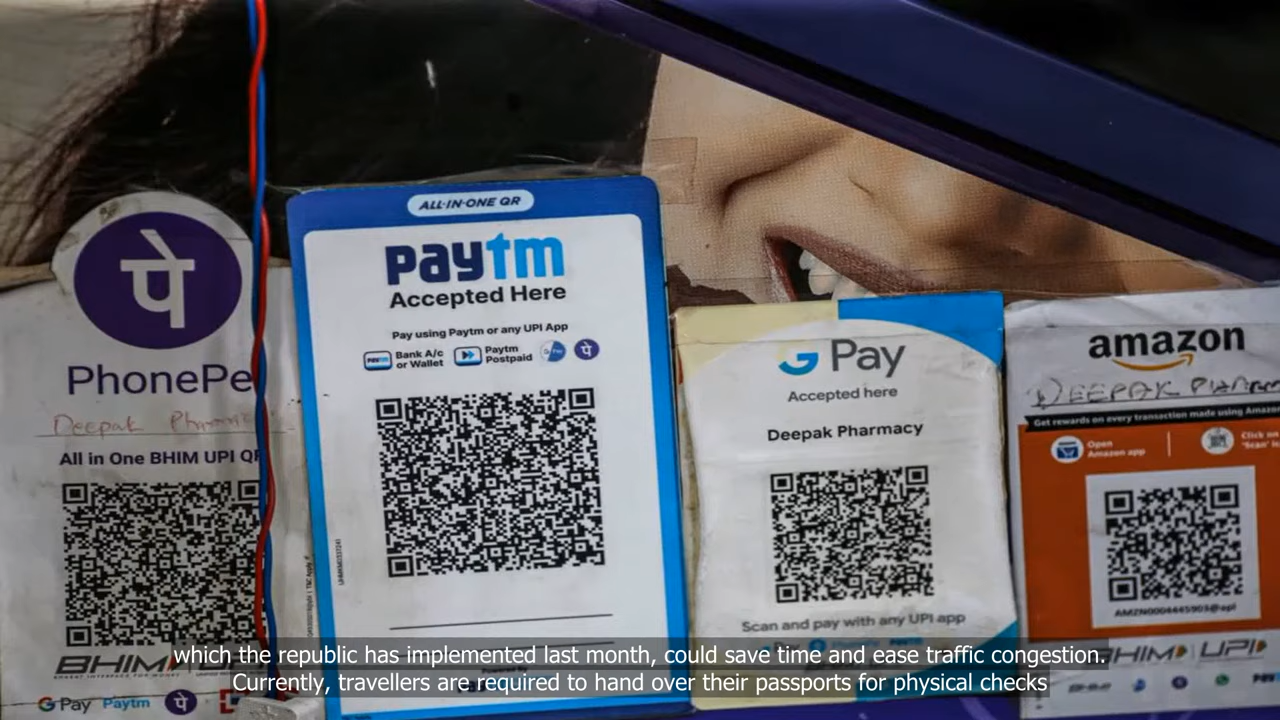 पे
PhonePe
Deepak
All in One BHIM UPI
BHIM
G Pay Paytm पे
ALL-IN-ONE QR
paytm
Accepted Here
Pay using Paytm or any UPI App
Bank A/c or Wallet
Paytm Postpaid
पे
G Pay
Accepted here
Deepak Pharmacy
Scan and pay with any UPI app
amazon
DEEPAK
Get rewards on every transaction made using Amazon
Open Amazon app
Click on
'Scan'
AMZN0004445903@apl
BHIM UPI
which the republic has implemented last month, could save time and ease traffic congestion.
Currently, travellers are required to hand over their passports for physical checks